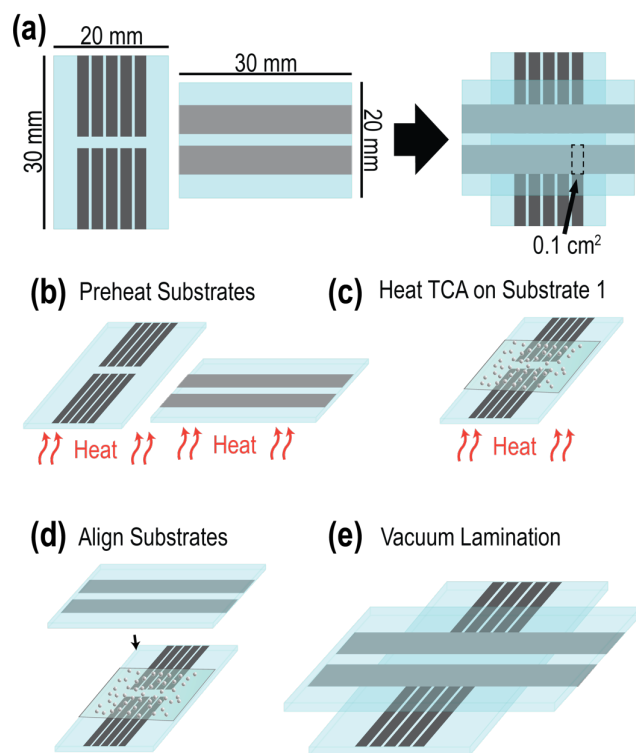 (a)
20 mm
30 mm
30 mm
20 mm
0.1 cm²
(b) Preheat Substrates
Heat
Heat
(c) Heat TCA on Substrate 1
Heat
(d) Align Substrates
(e) Vacuum Lamination